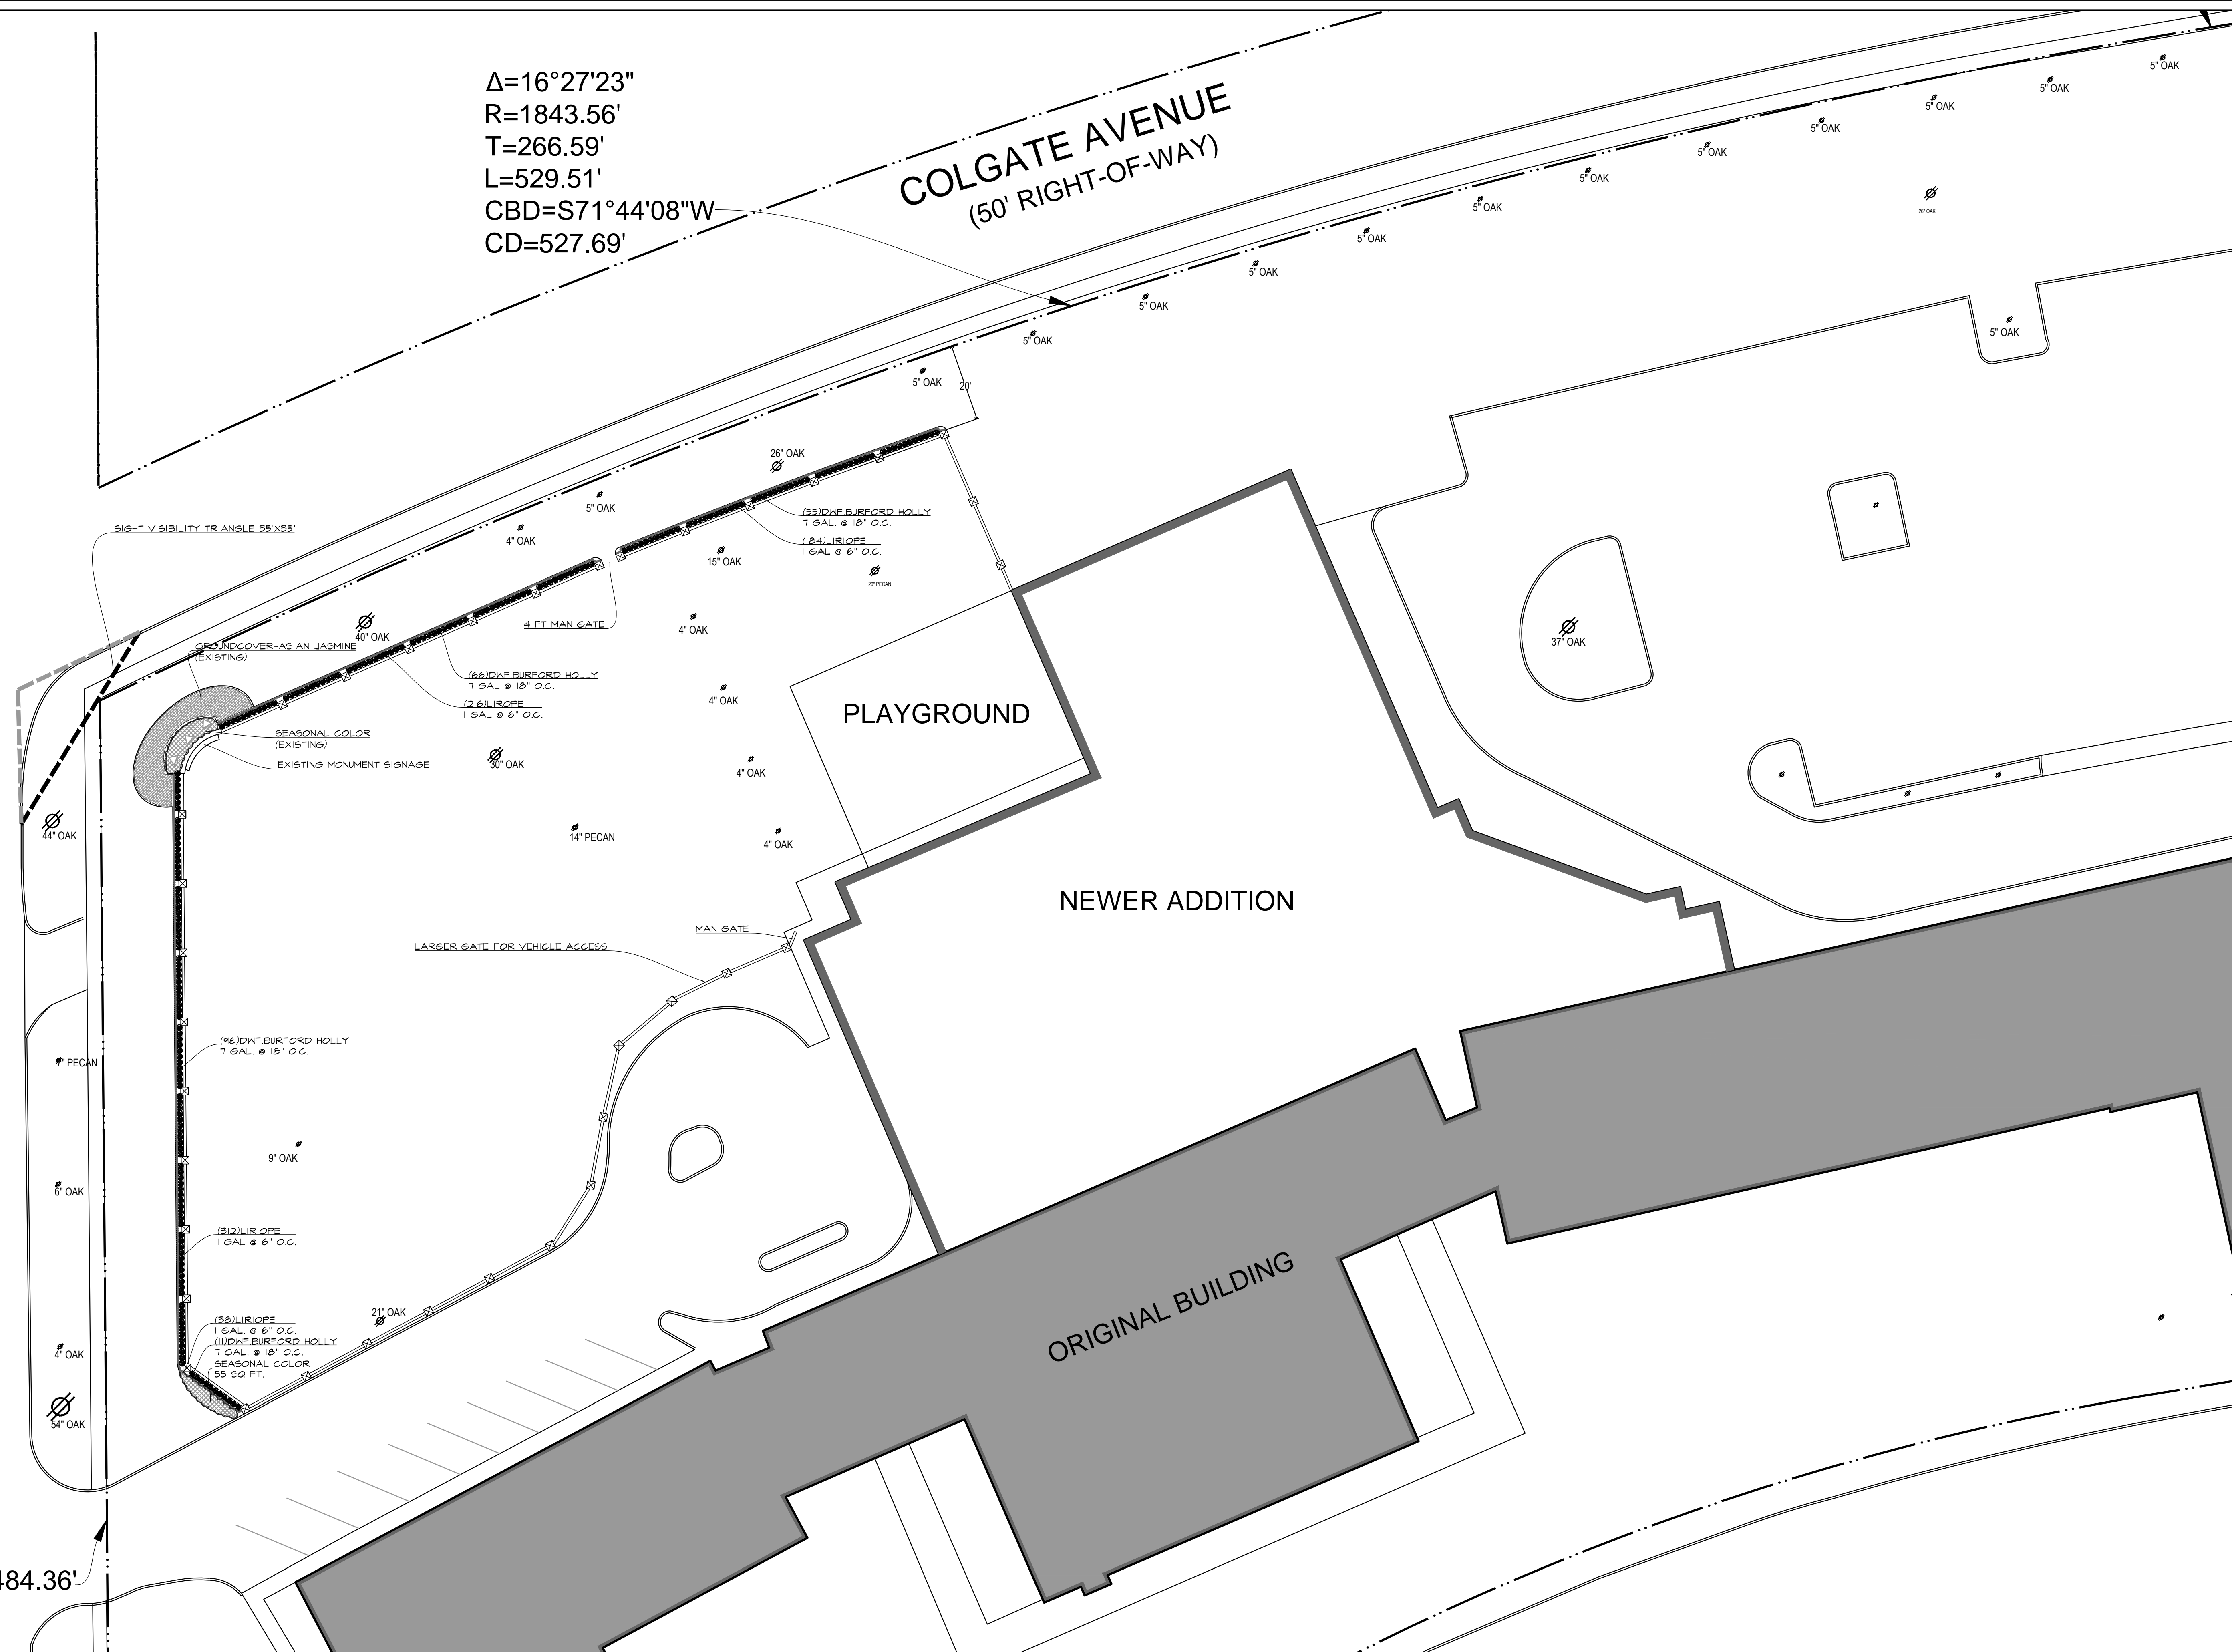 Δ=16°27'23"
R=1843.56'
T=266.59'
L=529.51'
CBD=S71°44'08"W
CD=527.69'
COLGATE AVENUE
(50' RIGHT-OF-WAY)
5" OAK
5" OAK
5" OAK
5" OAK
5" OAK
5" OAK
5" OAK
5" OAK
5" OAK
5" OAK
5" OAK
5" OAK
26" OAK
5" OAK
5" OAK
20'
26" OAK
5" OAK
4" OAK
(55)DWF.BURFORD HOLLY
7 GAL. @ 18" O.C.
(184)LIRIOPE
1 GAL @ 6" O.C.
15" OAK
20" PECAN
SIGHT VISIBILITY TRIANGLE 35'X35'
4 FT MAN GATE
40" OAK
4" OAK
37" OAK
GROUNDCOVER-ASIAN JASMINE
(EXISTING)
(66)DWF.BURFORD HOLLY
7 GAL @ 18" O.C.
(216)LIROPE
1 GAL @ 6" O.C.
4" OAK
PLAYGROUND
SEASONAL COLOR
(EXISTING)
EXISTING MONUMENT SIGNAGE
30" OAK
4" OAK
44" OAK
14" PECAN
4" OAK
NEWER ADDITION
MAN GATE
LARGER GATE FOR VEHICLE ACCESS
(96)DWF.BURFORD HOLLY
7 GAL. @ 18" O.C.
7" PECAN
9" OAK
6" OAK
(312)LIRIOPE
1 GAL @ 6" O.C.
21" OAK
(38)LIRIOPE
1 GAL. @ 6" O.C.
(11)DWF.BURFORD HOLLY
7 GAL. @ 18" O.C.
SEASONAL COLOR
55 SQ FT.
4" OAK
54" OAK
ORIGINAL BUILDING
484.36'